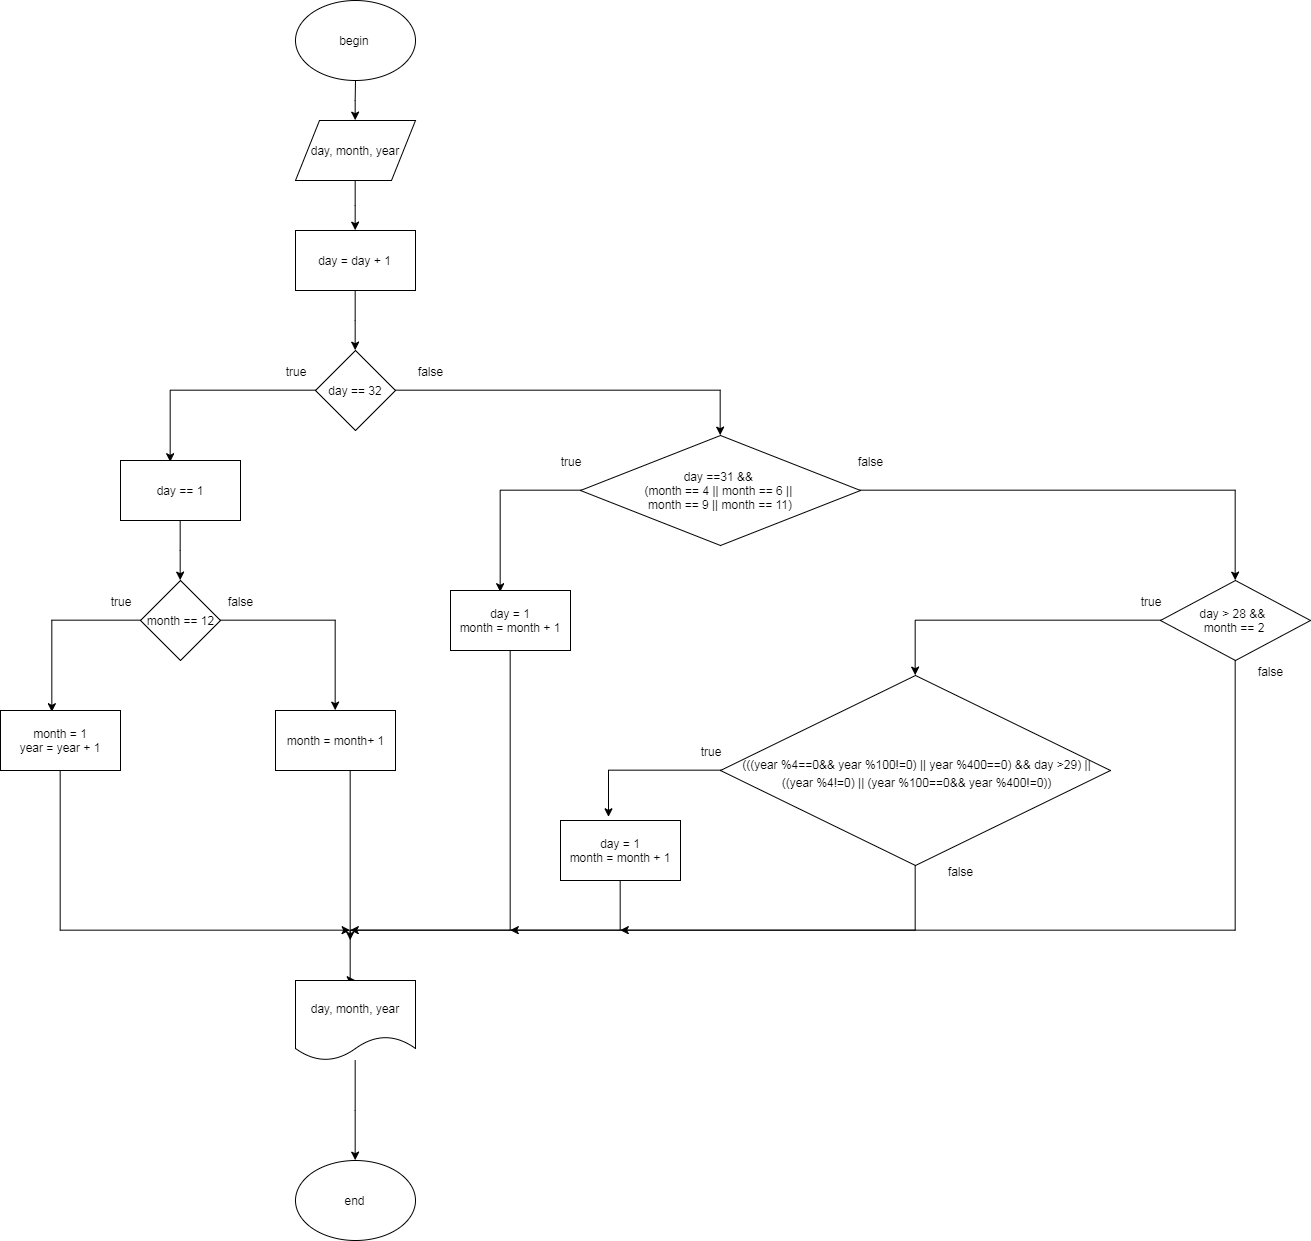 begin
day, month, year
day = day + 1
day == 32
true
false
day == 1
month == 12
true
false
month = 1
year = year + 1
month = month+ 1
day ==31 &&
(month == 4 || month == 6 ||
month == 9 || month == 11)
true
false
day = 1
month = month + 1
day > 28 &&
month == 2
true
false
(((year %4==0&& year %100!=0) || year %400==0) && day >29) ||
((year %4!=0) || (year %100==0&& year %400!=0))
true
false
day = 1
month = month + 1
day, month, year
end